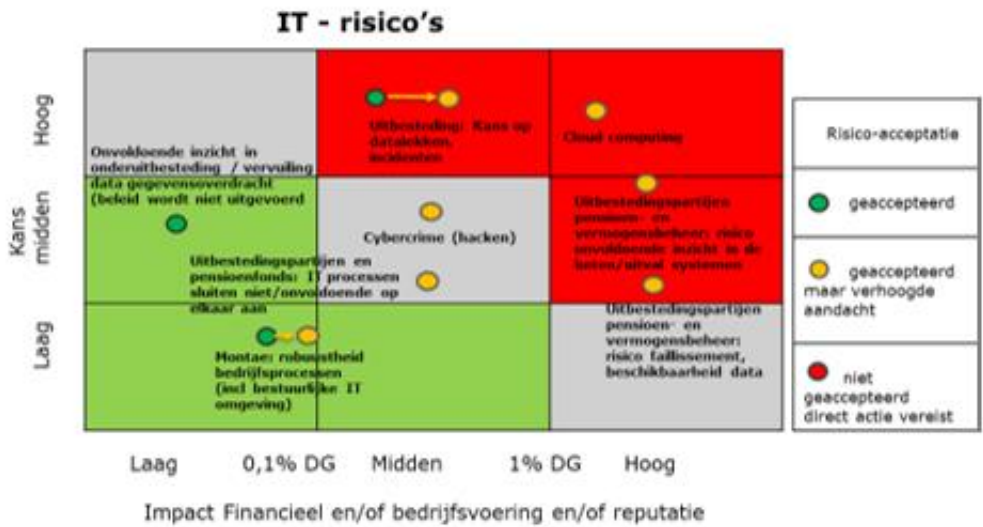 IT - risico's
Hoog
Kans
midden
Laag
Uitbesteding: Kans op
datalekken,
incidenten
Cloud computing
Onvoldoende inzicht in
onderuitbesteding / vervuiling
data gegevensoverdracht
(beleid wordt niet uitgevoerd
Cybercrime (hacken)
Uitbestedingspartijen
pensioen- en
vermogensbeheer: risico
onvoldoende inzicht in de
keten/uitval systemen
Uitbestedingspartijen en
pensioenfonds: IT processen
sluiten niet/onvoldoende op
elkaar aan
Montae: robuustheid
bedrijfsprocessen
(incl bestuurlijke IT
omgeving)
Uitbestedingspartijen
pensioen- en
vermogensbeheer:
risico faillissement,
beschikbaarheid data
Laag 0,1% DG Midden 1% DG Hoog
Impact Financieel en/of bedrijfsvoering en/of reputatie
Risico-acceptatie
geaccepteerd
geaccepteerd
maar verhoogde
aandacht
niet
geaccepteerd
direct actie vereist